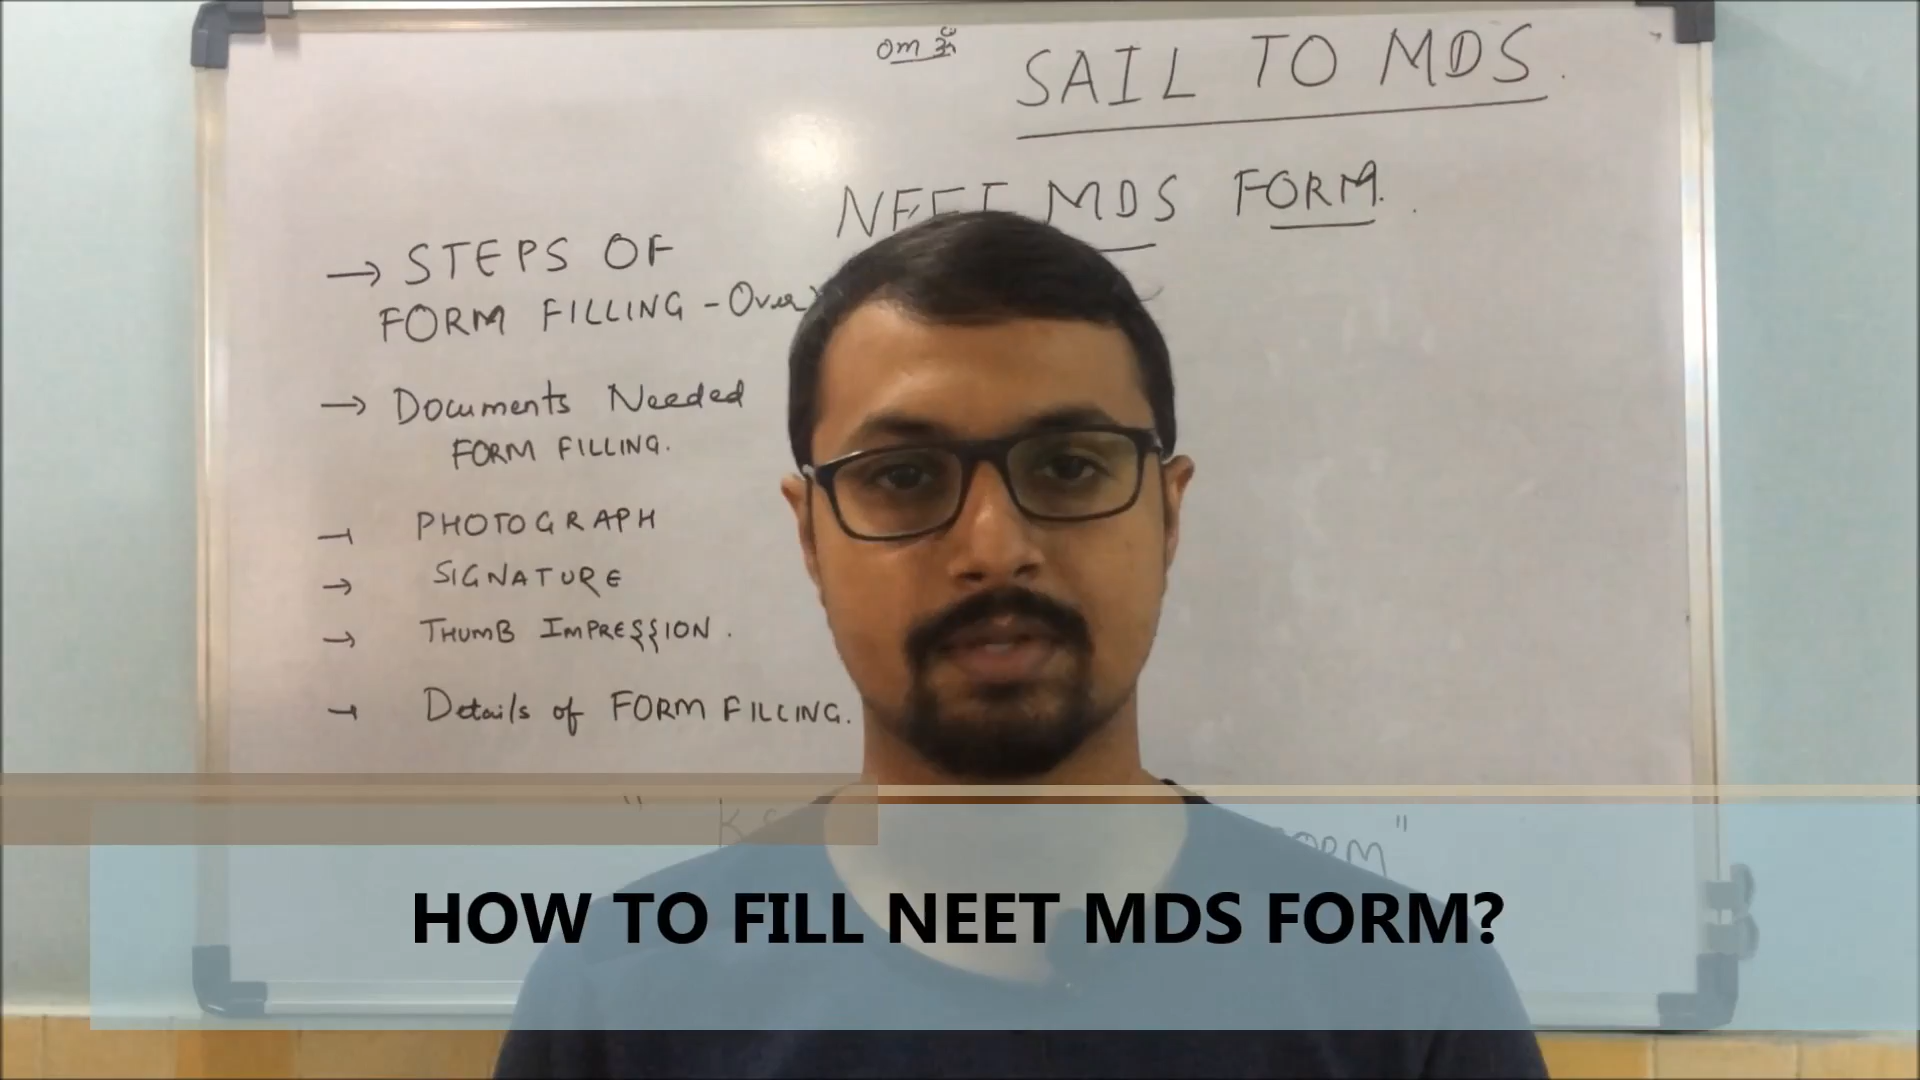 om ॐ
SAIL TO MDS.
NEET MDS FORM.
→ STEPS OF
FORM FILLING - Over
→ Documents Needed
FORM FILLING.
→ PHOTOGRAPH
→ SIGNATURE
→ THUMB IMPRESSION.
→ Details of FORM FILLING.
HOW TO FILL NEET MDS FORM?